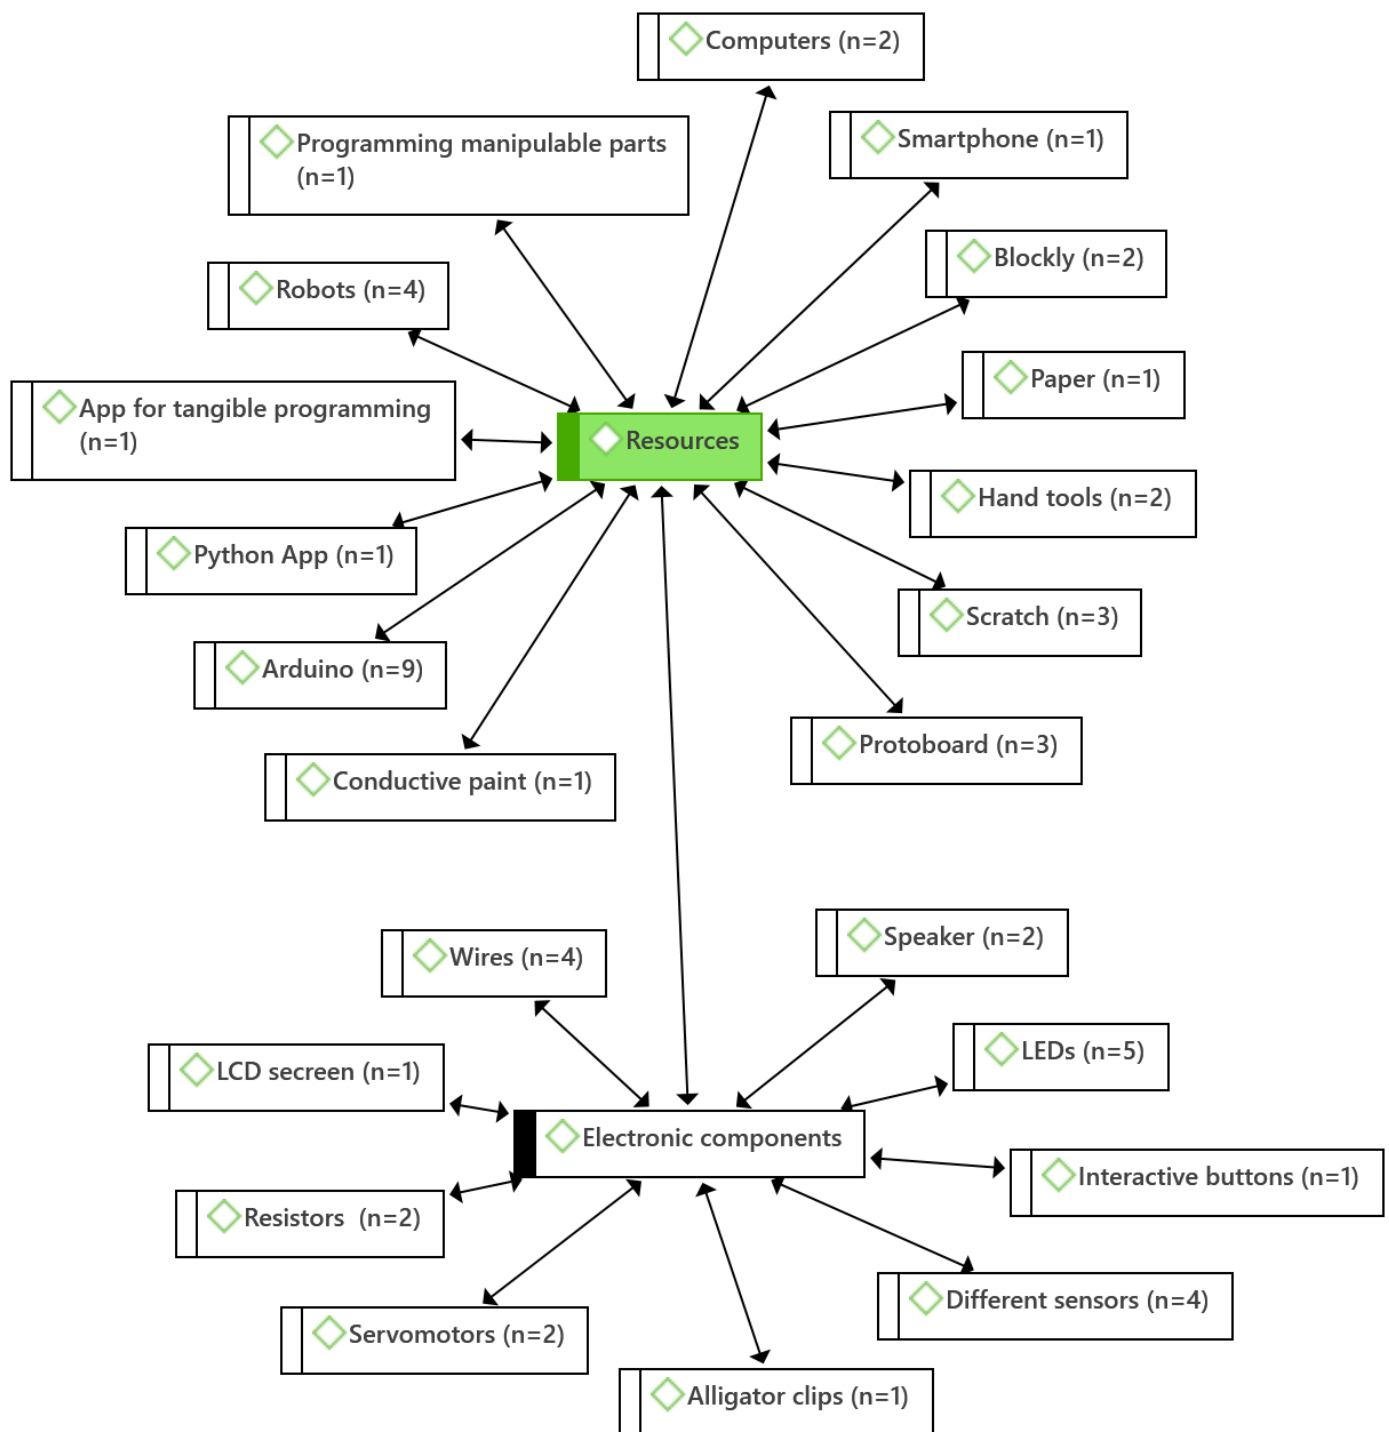 Computers (n=2)
Programming manipulable parts
(n=1)
Smartphone (n=1)
Blockly (n=2)
Robots (n=4)
Paper (n=1)
App for tangible programming
(n=1)
Resources
Hand tools (n=2)
Python App (n=1)
Scratch (n=3)
Arduino (n=9)
Protoboard (n=3)
Conductive paint (n=1)
Speaker (n=2)
Wires (n=4)
LEDs (n=5)
LCD secreen (n=1)
Electronic components
Interactive buttons (n=1)
Resistors  (n=2)
Different sensors (n=4)
Servomotors (n=2)
Alligator clips (n=1)